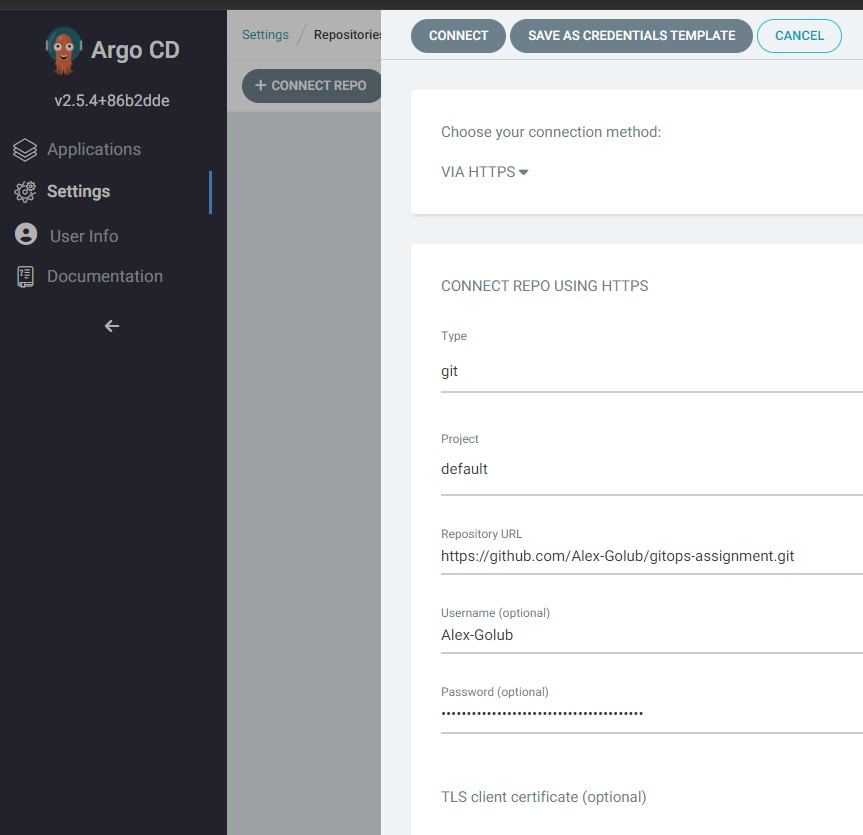 Argo CD
v2.5.4+86b2dde
Applications
Settings
User Info
Documentation
Settings / Repositories
+ CONNECT REPO
CONNECT
SAVE AS CREDENTIALS TEMPLATE
CANCEL
Choose your connection method:
VIA HTTPS
CONNECT REPO USING HTTPS
Type
git
Project
default
Repository URL
https://github.com/Alex-Golub/gitops-assignment.git
Username (optional)
Alex-Golub
Password (optional)
••••••••••••••••••••••••••••••••••••••••
TLS client certificate (optional)